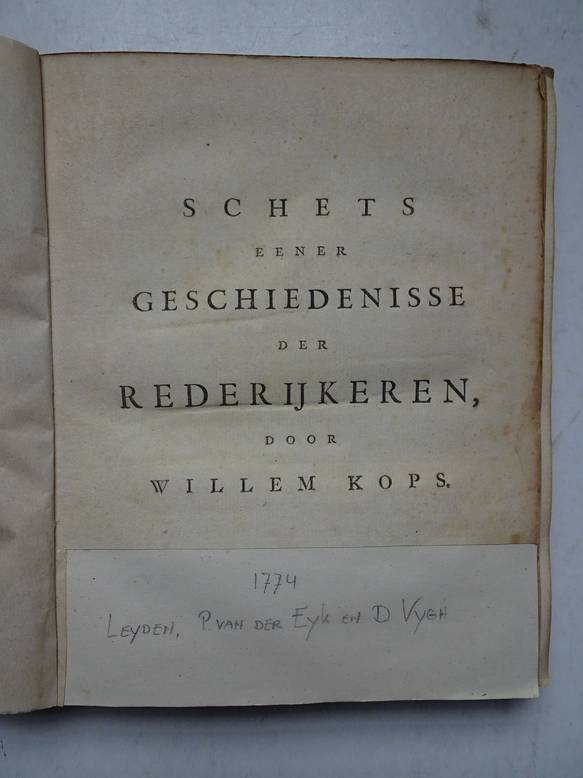 SCHETS
EENER
GESCHIEDENISSE
DER
REDERIJKEREN,
DOOR
WILLEM KOPS.
1774
LEYDEN, P. VAN DER EYK EN D VYGH